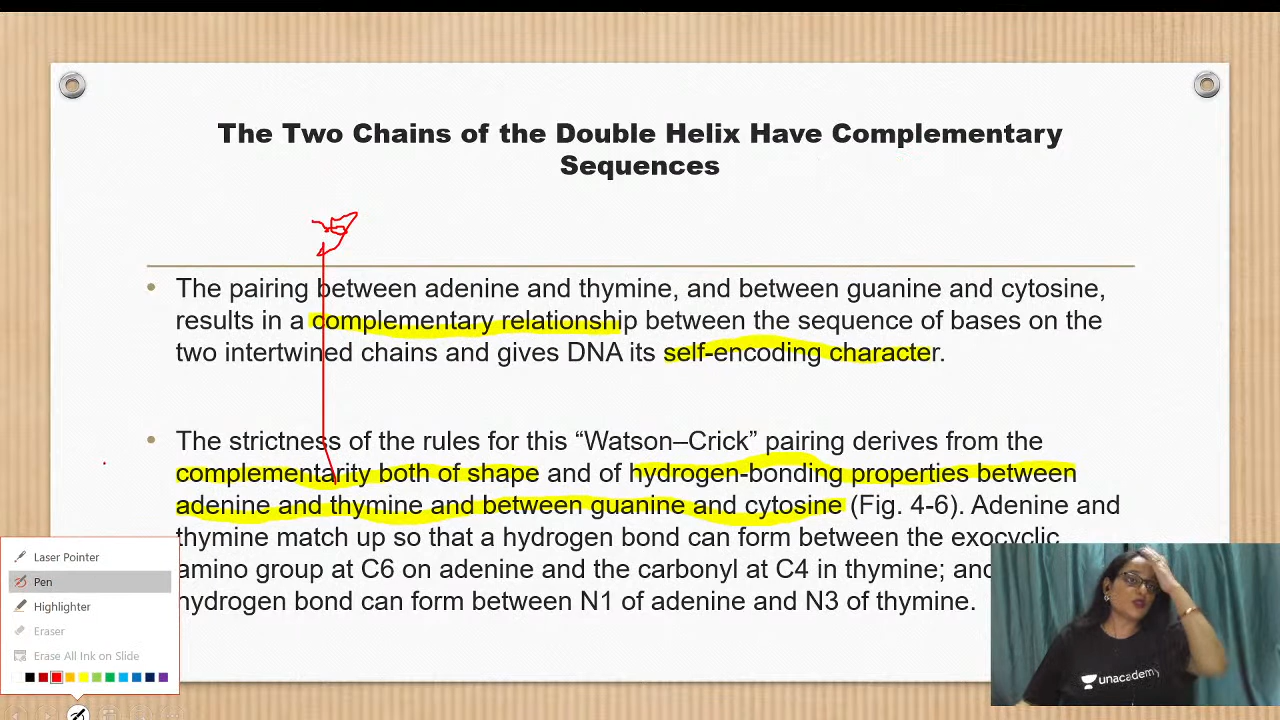 The Two Chains of the Double Helix Have Complementary
Sequences
• The pairing between adenine and thymine, and between guanine and cytosine,
results in a complementary relationship between the sequence of bases on the
two intertwined chains and gives DNA its self-encoding character.
• The strictness of the rules for this “Watson–Crick” pairing derives from the
complementarity both of shape and of hydrogen-bonding properties between
adenine and thymine and between guanine and cytosine (Fig. 4-6). Adenine and
thymine match up so that a hydrogen bond can form between the exocyclic
amino group at C6 on adenine and the carbonyl at C4 in thymine; and
hydrogen bond can form between N1 of adenine and N3 of thymine.
Laser Pointer
Pen
Highlighter
Eraser
Erase All Ink on Slide
unacademy